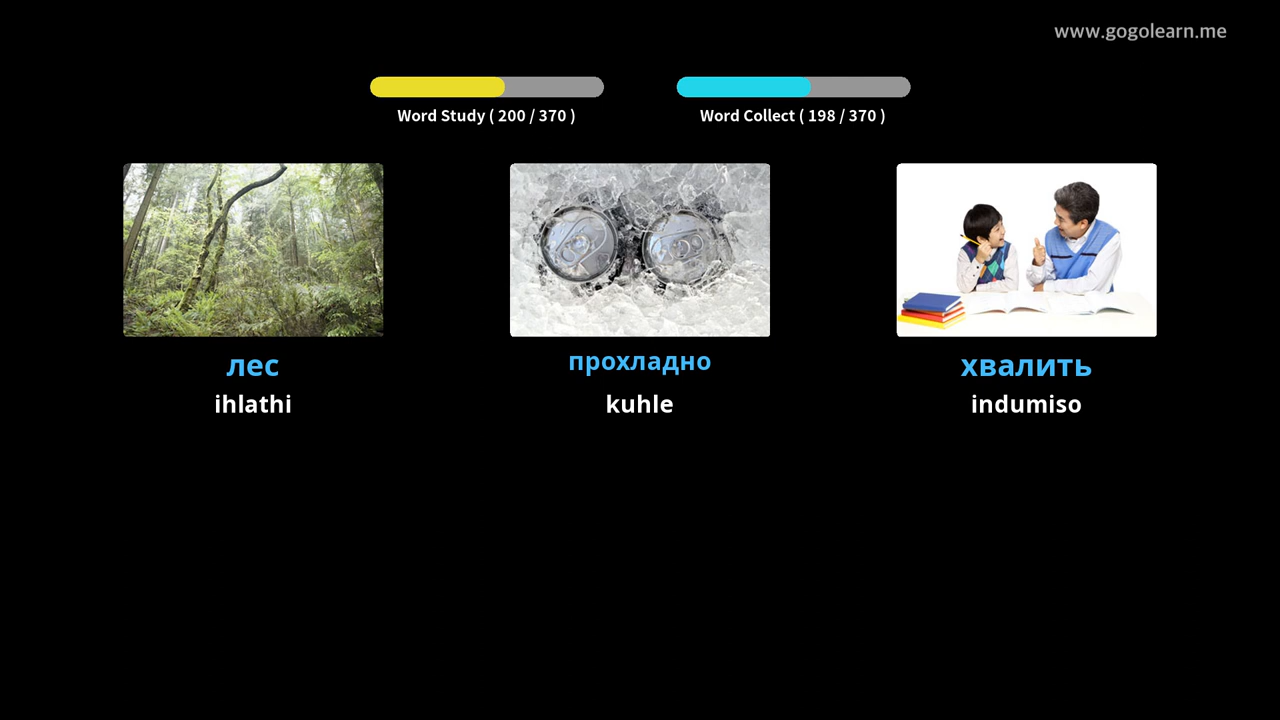 www.gogolearn.me
Word Study ( 200 / 370 )
Word Collect ( 198 / 370 )
лес
прохладно
хвалить
ihlathi
kuhle
indumiso